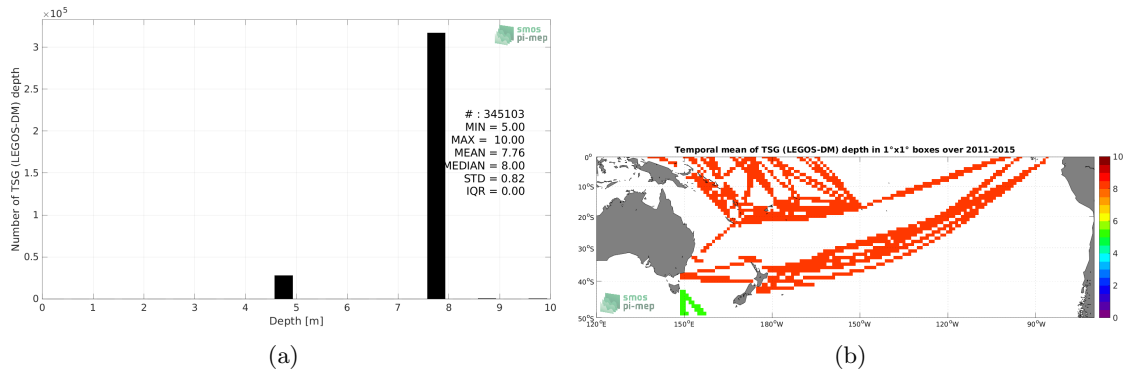 ×10⁵
smos
pi-mep
3
2.5
2
1.5
1
0.5
0
Number of TSG (LEGOS-DM) depth
# : 345103
MIN = 5.00
MAX = 10.00
MEAN = 7.76
MEDIAN = 8.00
STD = 0.82
IQR = 0.00
0 1 2 3 4 5 6 7 8 9 10
Depth [m]
(a)
Temporal mean of TSG (LEGOS-DM) depth in 1°x1° boxes over 2011-2015
0°
10°S
20°S
30°S
40°S
50°S
smos
pi-mep
120°E 150°E 180°W 150°W 120°W 90°W
10
8
6
4
2
0
(b)